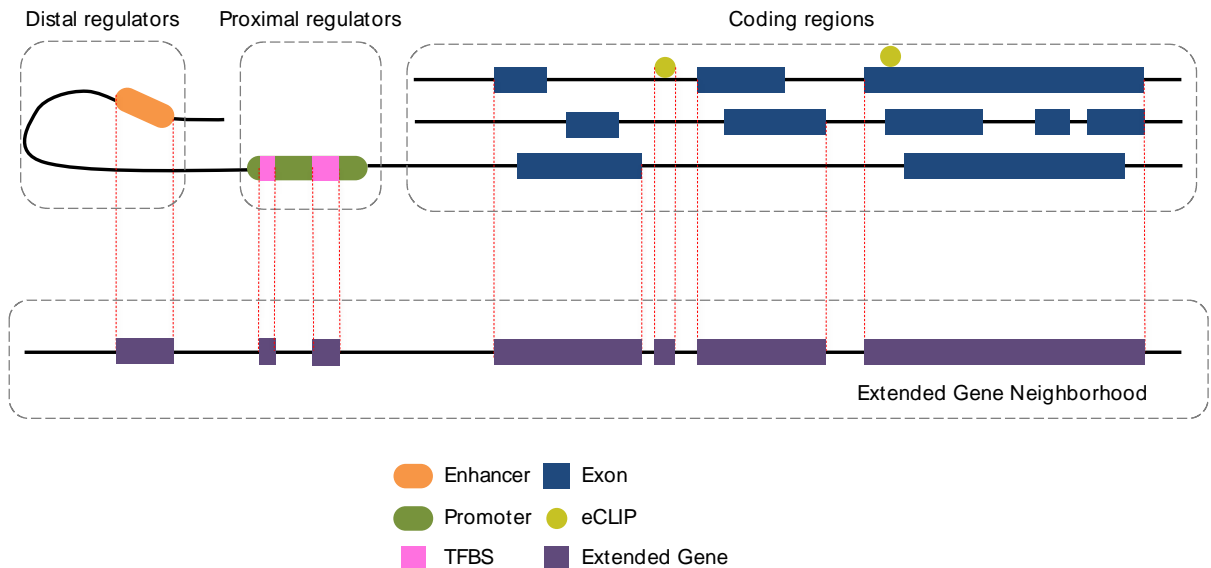 Distal regulators
Proximal regulators
Coding regions
Extended Gene Neighborhood
Enhancer
Exon
Promoter
eCLIP
TFBS
Extended Gene